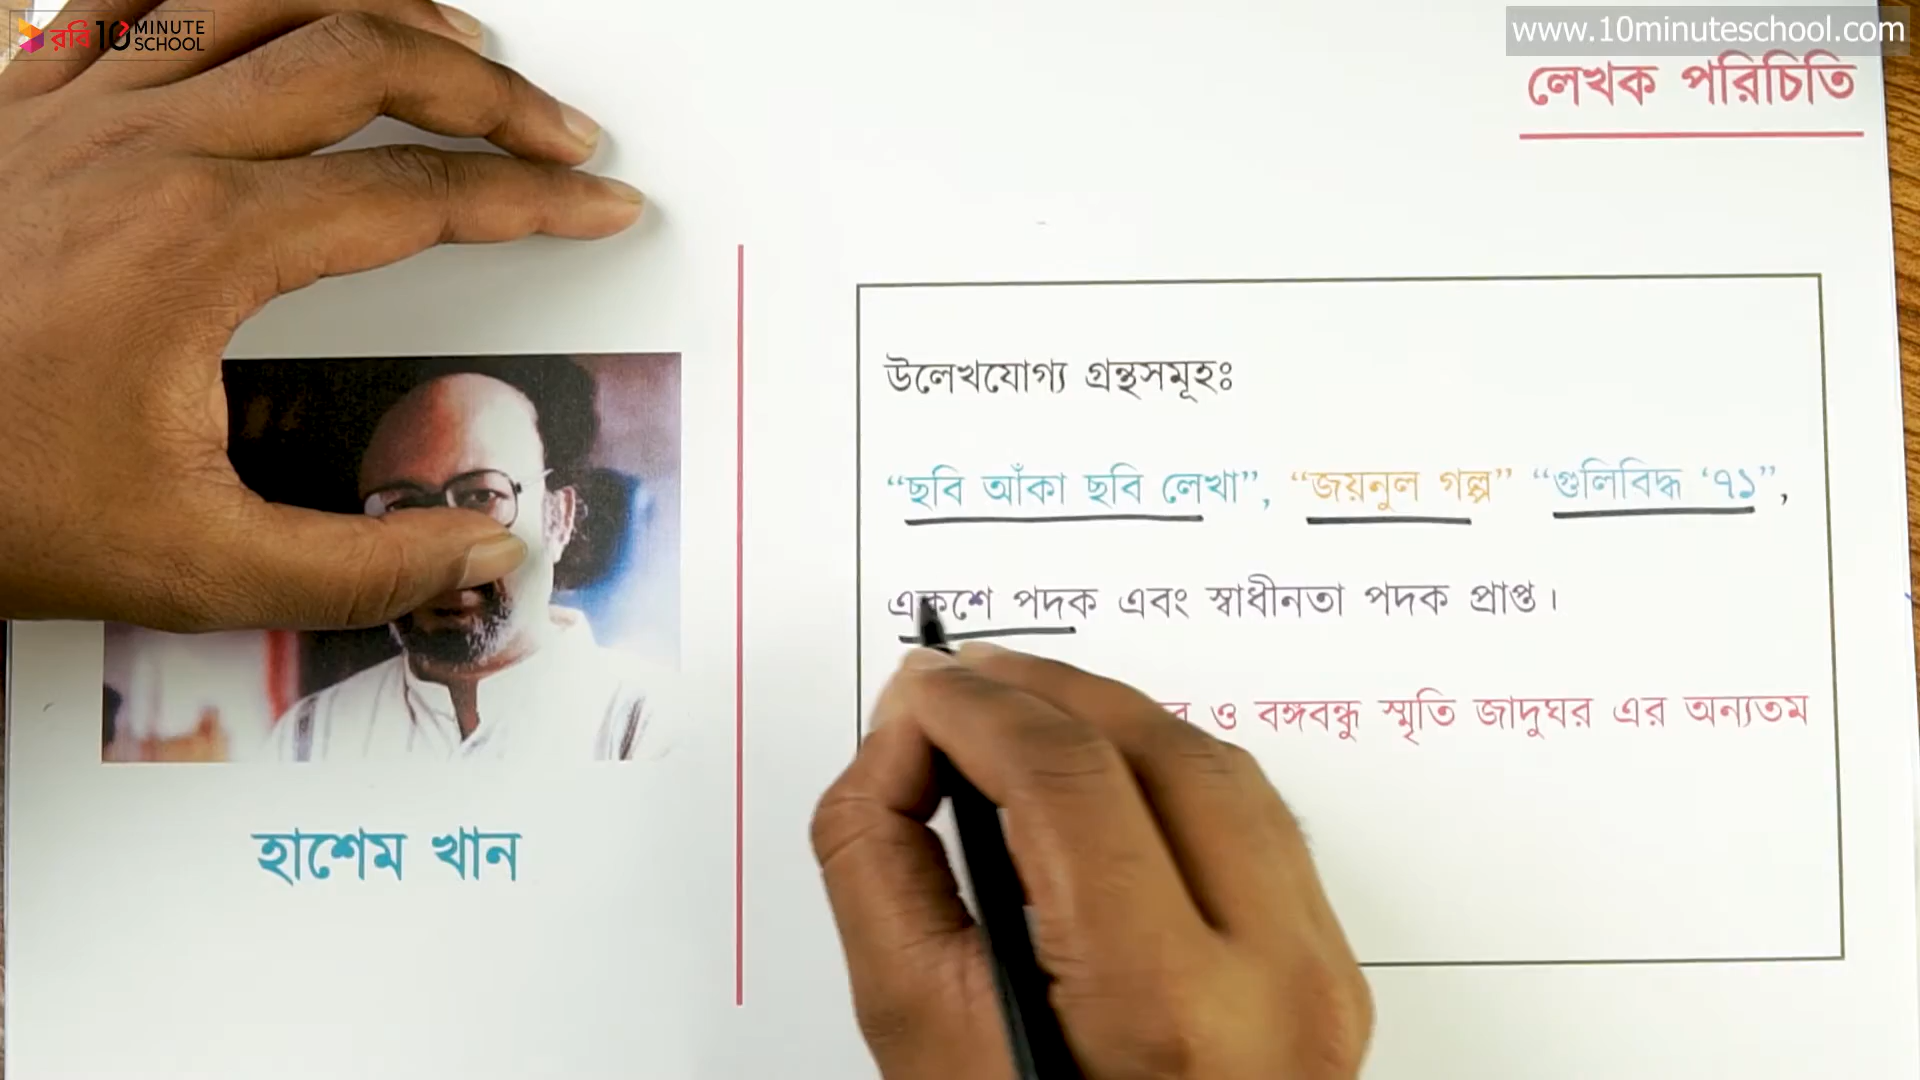 রবি 10 MINUTE SCHOOL
www.10minuteschool.com
লেখক পরিচিতি
উলেখযোগ্য গ্রন্থসমূহঃ
“ছবি আঁকা ছবি লেখা”, “জয়নুল গল্প” “গুলিবিদ্ধ ‘৭১”,
একুশে পদক এবং স্বাধীনতা পদক প্রাপ্ত।
ও বঙ্গবন্ধু স্মৃতি জাদুঘর এর অন্যতম
হাশেম খান